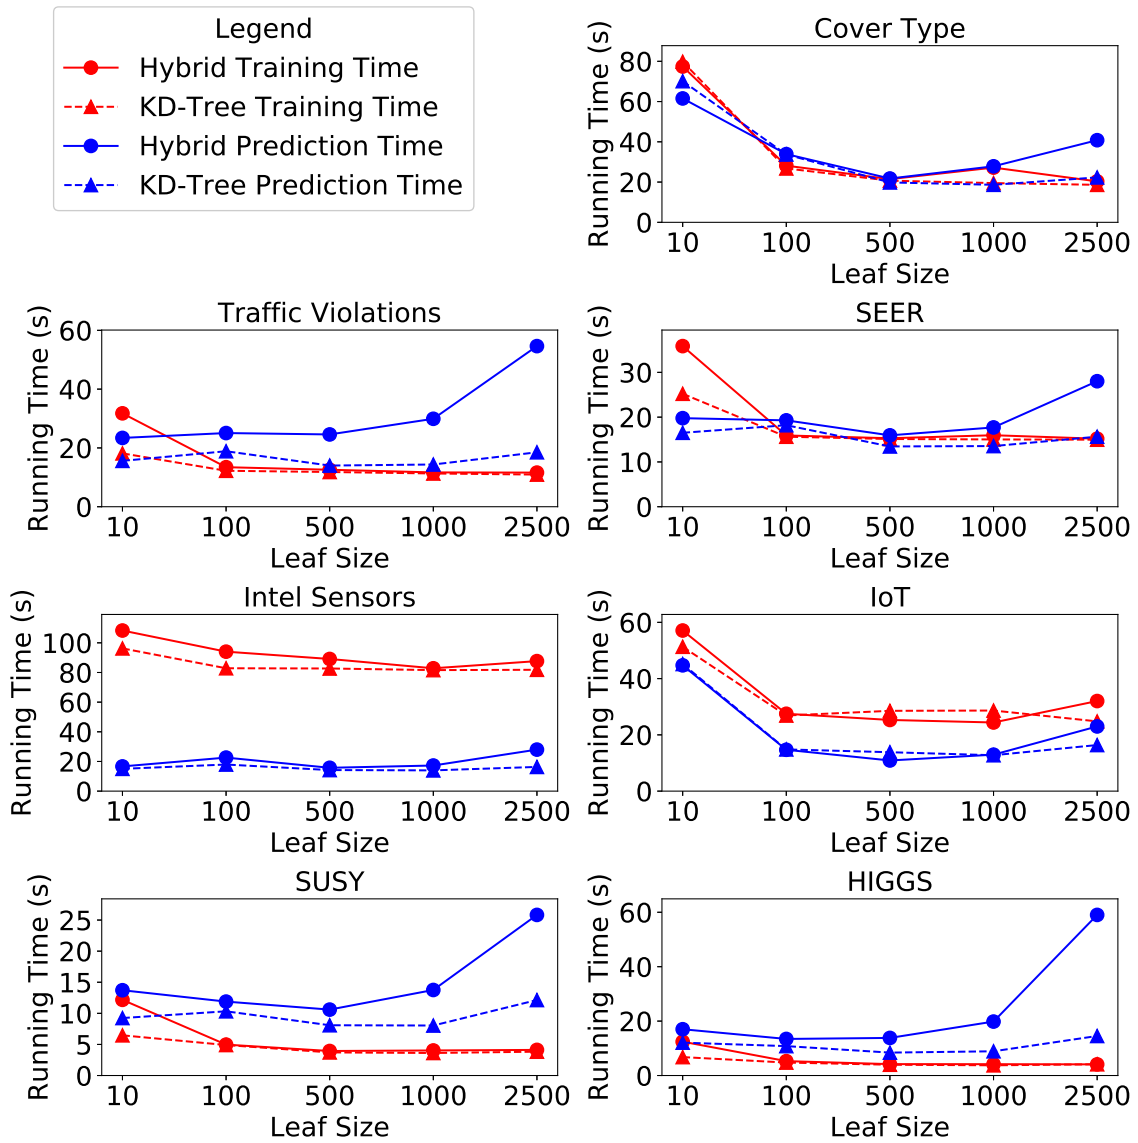 Legend
Hybrid Training Time
KD-Tree Training Time
Hybrid Prediction Time
KD-Tree Prediction Time
Cover Type
Running Time (s)
80
60
40
20
0
10 100 500 1000 2500
Leaf Size
Traffic Violations
Running Time (s)
60
40
20
0
10 100 500 1000 2500
Leaf Size
SEER
Running Time (s)
30
20
10
0
10 100 500 1000 2500
Leaf Size
Intel Sensors
Running Time (s)
100
80
60
40
20
0
10 100 500 1000 2500
Leaf Size
IoT
Running Time (s)
60
40
20
0
10 100 500 1000 2500
Leaf Size
SUSY
Running Time (s)
25
20
15
10
5
0
10 100 500 1000 2500
Leaf Size
HIGGS
Running Time (s)
60
40
20
0
10 100 500 1000 2500
Leaf Size